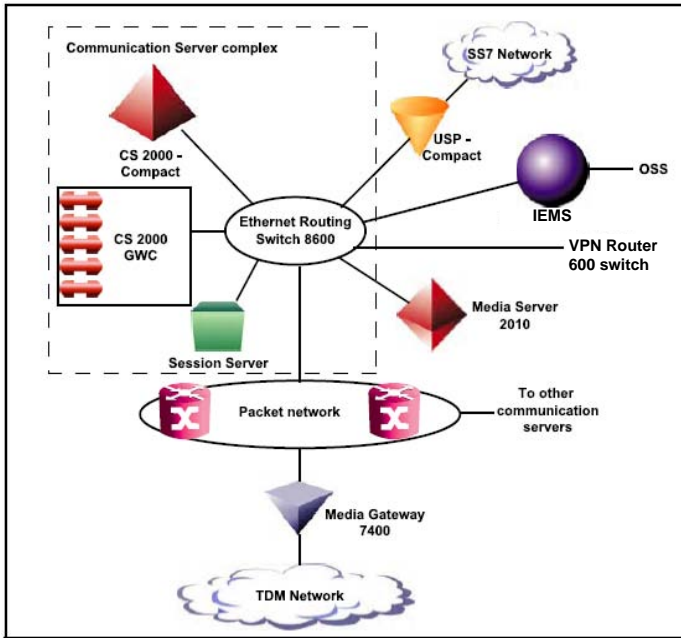 Communication Server complex
SS7 Network
CS 2000 -
Compact
USP -
Compact
IEMS
OSS
Ethernet Routing
Switch 8600
CS 2000
GWC
VPN Router
600 switch
Media Server
2010
Session Server
Packet network
To other
communication
servers
Media Gateway
7400
TDM Network